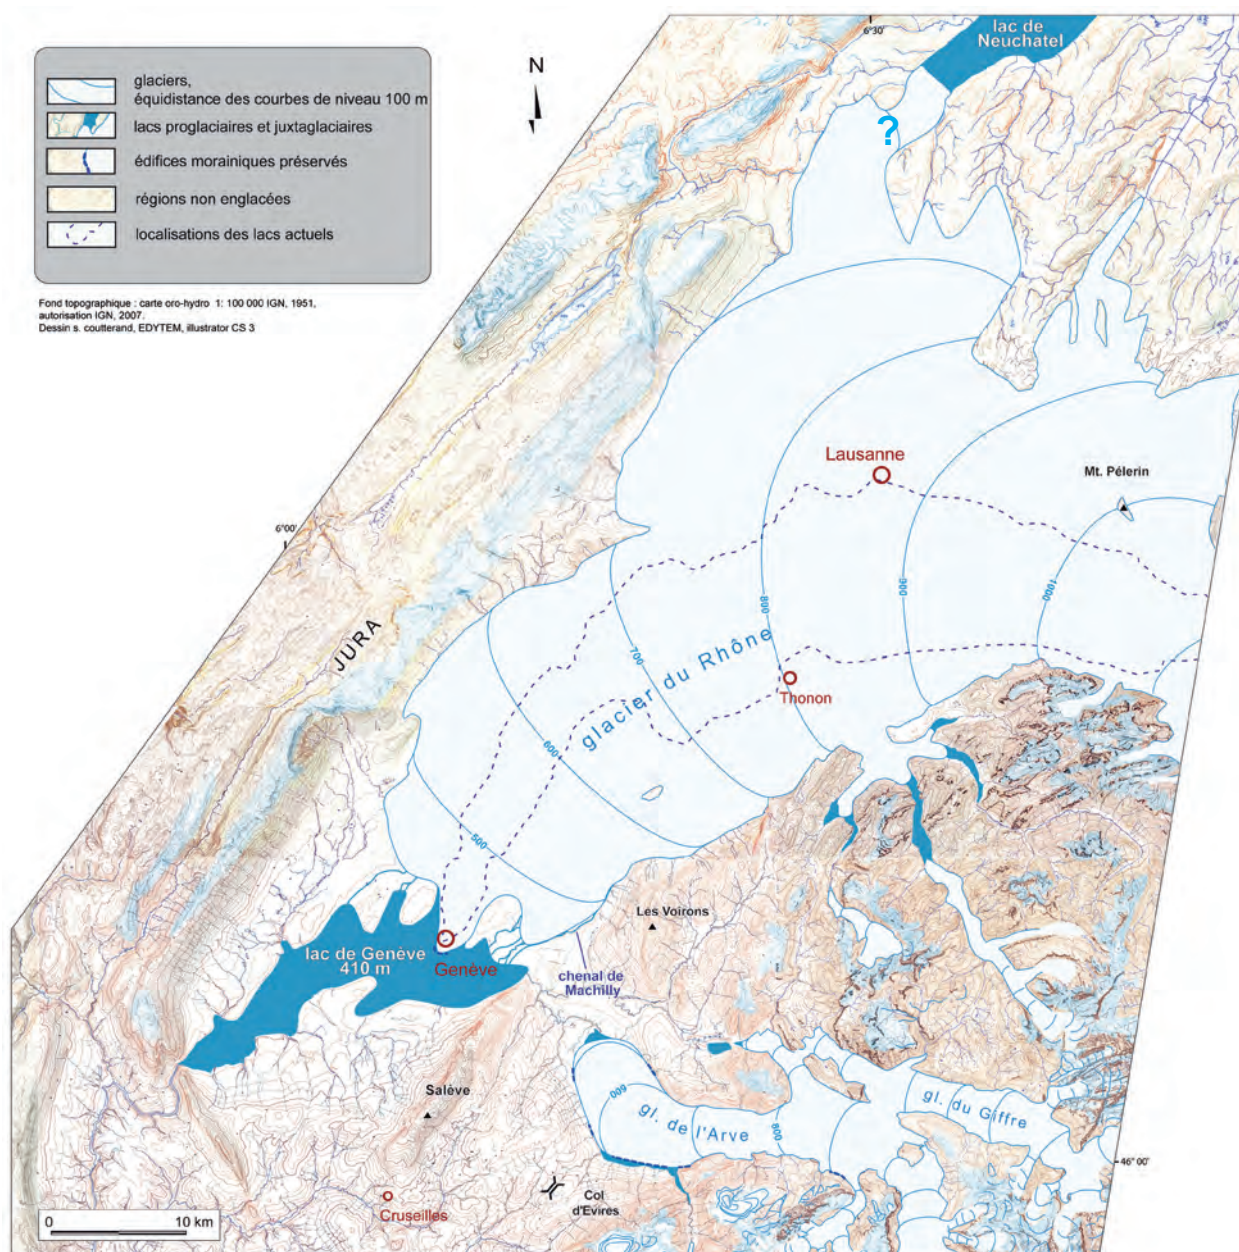 glaciers,
équidistance des courbes de niveau 100 m
lacs proglaciaires et juxtaglaciaires
édifices morainiques préservés
régions non englacées
localisations des lacs actuels
Fond topographique : carte oro-hydro 1: 100 000 IGN, 1951,
autorisation IGN, 2007.
Dessin s. coutterand, EDYTEM, illustrator CS 3
N
6°30'
lac de
Neuchatel
?
Lausanne
Mt. Pélerin
6°00'
1000
900
800
JURA
700
glacier du Rhône
Thonon
600
500
Les Voirons
lac de Genève
410 m
Genève
chenal de
Machilly
Salève
600
gl. de l'Arve
800
gl. du Giffre
46° 00'
Col
d'Evires
Cruseilles
0
10 km